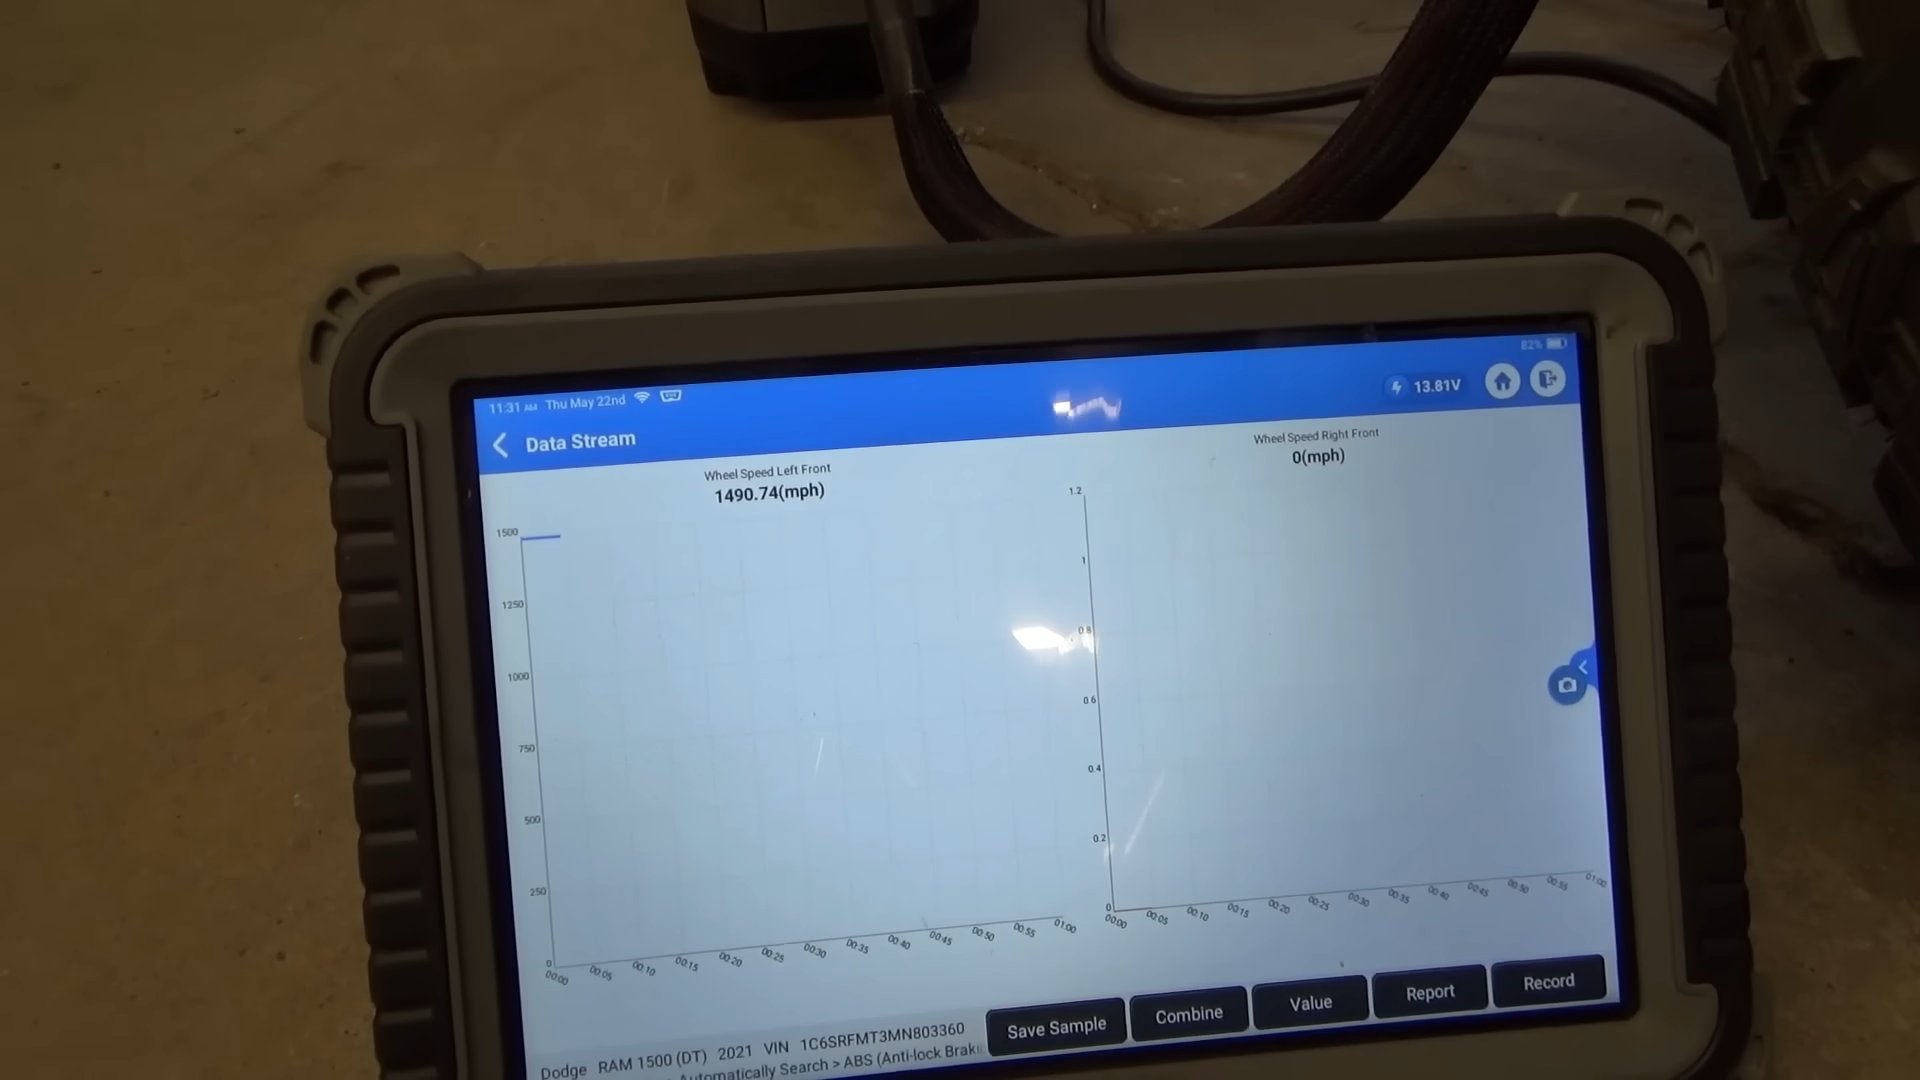 11:31 AM Thu May 22nd
82%
13.81V
Data Stream
Wheel Speed Left Front
1490.74(mph)
1500
1250
1000
750
500
250
0
00:00 00:05 00:10 00:15 00:20 00:25 00:30 00:35 00:40 00:45 00:50 00:55 01:00
Wheel Speed Right Front
0(mph)
1.2
1
0.8
0.6
0.4
0.2
0
00:00 00:05 00:10 00:15 00:20 00:25 00:30 00:35 00:40 00:45 00:50 00:55 01:00
Save Sample Combine Value Report Record
Dodge RAM 1500 (DT) 2021 VIN 1C6SRFMT3MN803360
Automatically Search > ABS (Anti-lock Braki